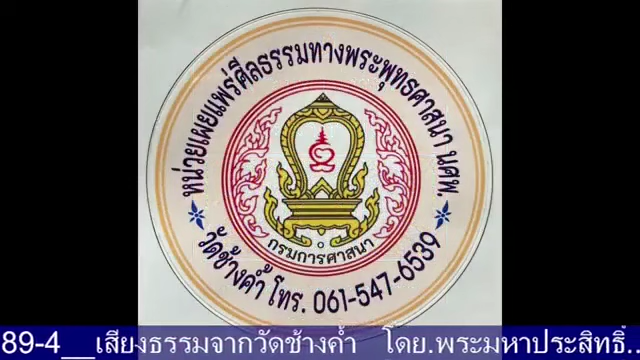 หน่วยเผยแพร่ศีลธรรมทางพระพุทธศาสนา นศพ.
กรมการศาสนา
วัดช้างค้ำ โทร. 061-547-6539
89-4__เสียงธรรมจากวัดช้างค้ำ โดย.พระมหาประสิทธิ์..